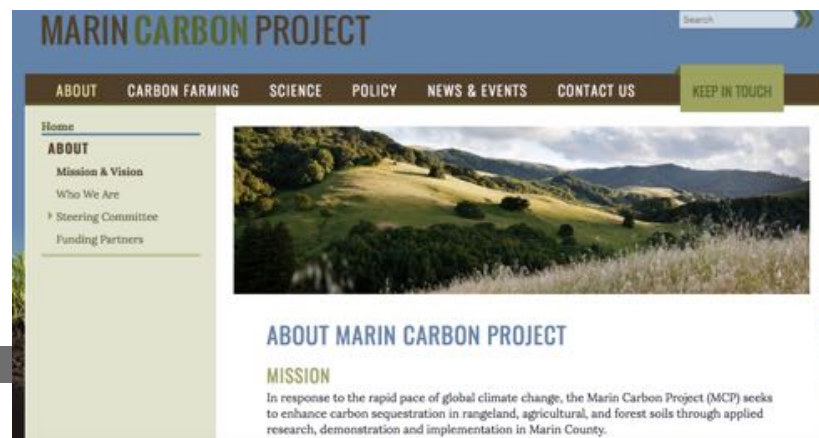 MARIN CARBON PROJECT
Search
ABOUT CARBON FARMING SCIENCE POLICY NEWS & EVENTS CONTACT US KEEP IN TOUCH
Home
ABOUT
Mission & Vision
Who We Are
Steering Committee
Funding Partners
ABOUT MARIN CARBON PROJECT
MISSION
In response to the rapid pace of global climate change, the Marin Carbon Project (MCP) seeks
to enhance carbon sequestration in rangeland, agricultural, and forest soils through applied
research, demonstration and implementation in Marin County.